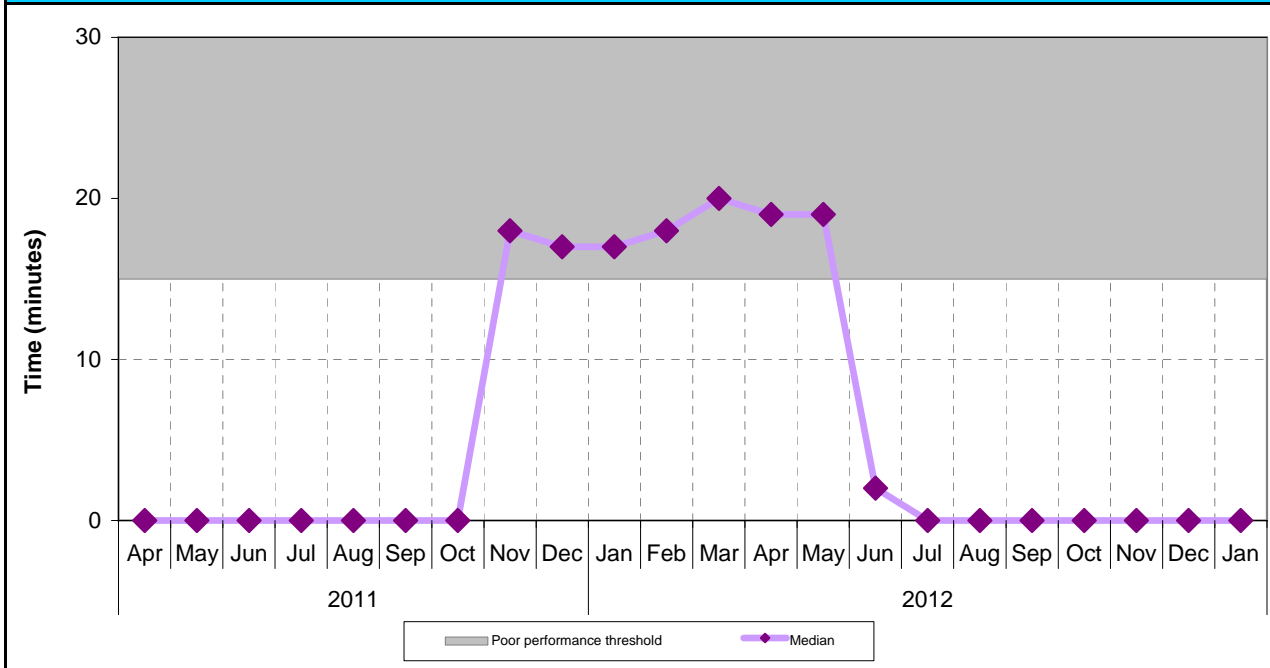 30
20
10
0
Time (minutes)
Apr May Jun Jul Aug Sep Oct Nov Dec Jan Feb Mar Apr May Jun Jul Aug Sep Oct Nov Dec Jan
2011 2012
Poor performance threshold Median